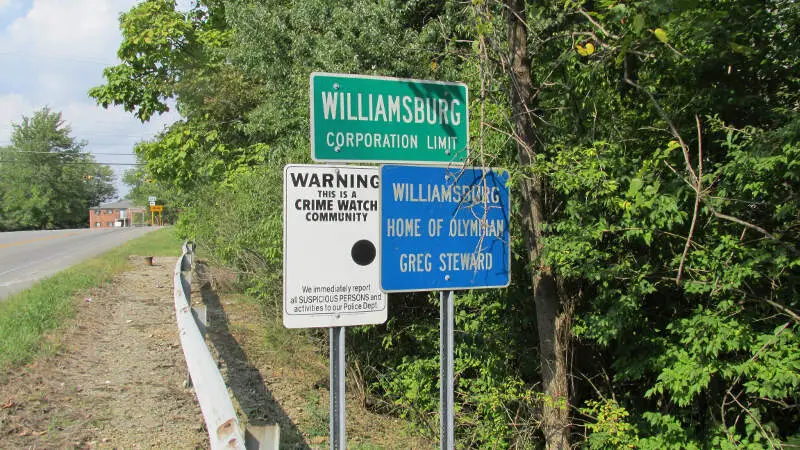 WILLIAMSBURG
CORPORATION LIMIT
WARNING
THIS IS A
CRIME WATCH
COMMUNITY
We immediately report
all SUSPICIOUS PERSONS and
activities to our Police Dept.
WILLIAMSBURG
HOME OF OLYMPIAN
GREG STEWARD